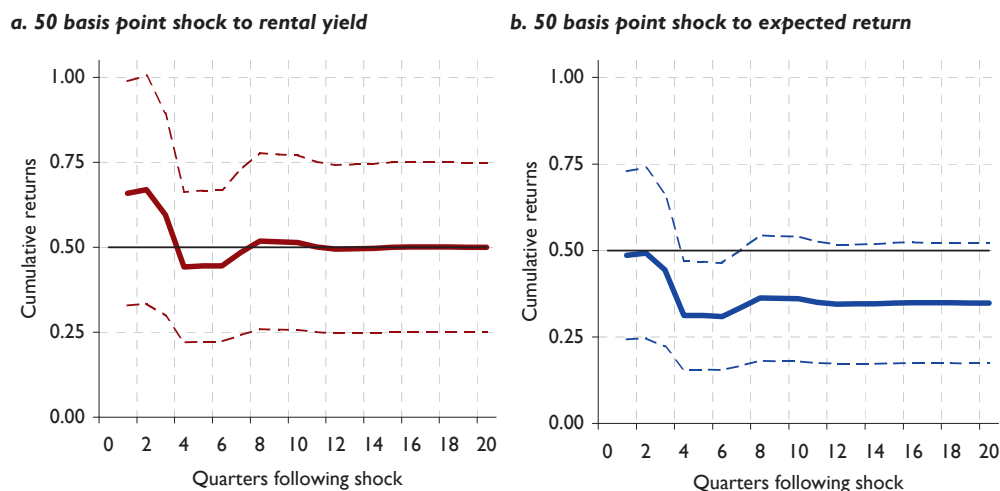 a. 50 basis point shock to rental yield
1.00
0.75
0.50
0.25
0.00
Cumulative returns
0 2 4 6 8 10 12 14 16 18 20
Quarters following shock
b. 50 basis point shock to expected return
1.00
0.75
0.50
0.25
0.00
Cumulative returns
0 2 4 6 8 10 12 14 16 18 20
Quarters following shock